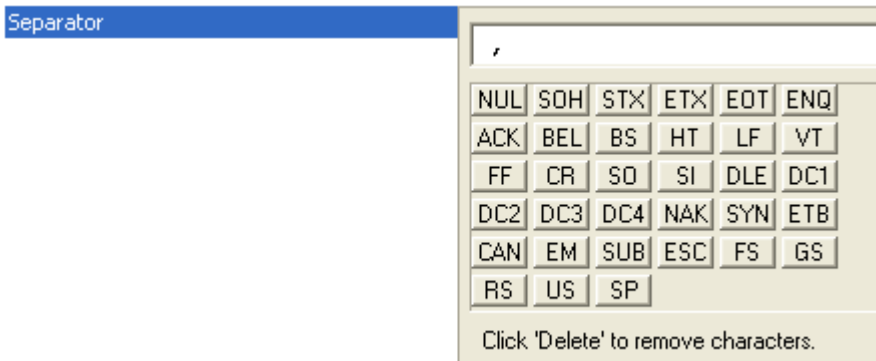 Separator
,
NUL SOH STX ETX EOT ENQ
ACK BEL BS HT LF VT
FF CR SO SI DLE DC1
DC2 DC3 DC4 NAK SYN ETB
CAN EM SUB ESC FS GS
RS US SP
Click 'Delete' to remove characters.